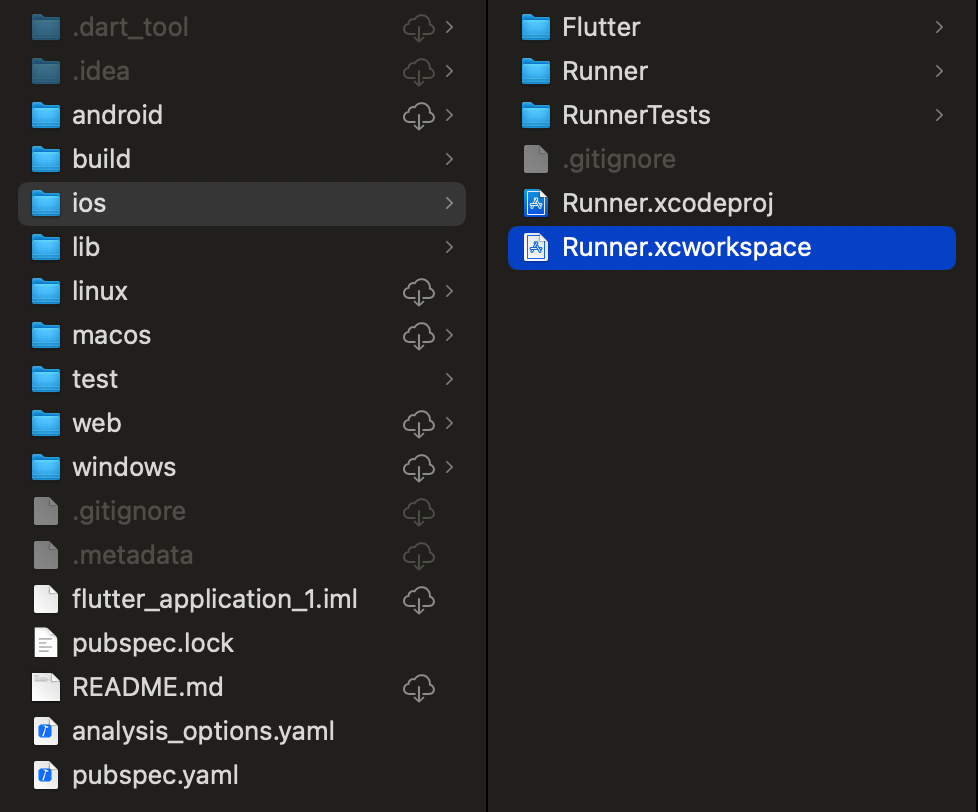 .dart_tool
.idea
android
build
ios
lib
linux
macos
test
web
windows
.gitignore
.metadata
flutter_application_1.iml
pubspec.lock
README.md
analysis_options.yaml
pubspec.yaml
Flutter
Runner
RunnerTests
.gitignore
Runner.xcodeproj
Runner.xcworkspace